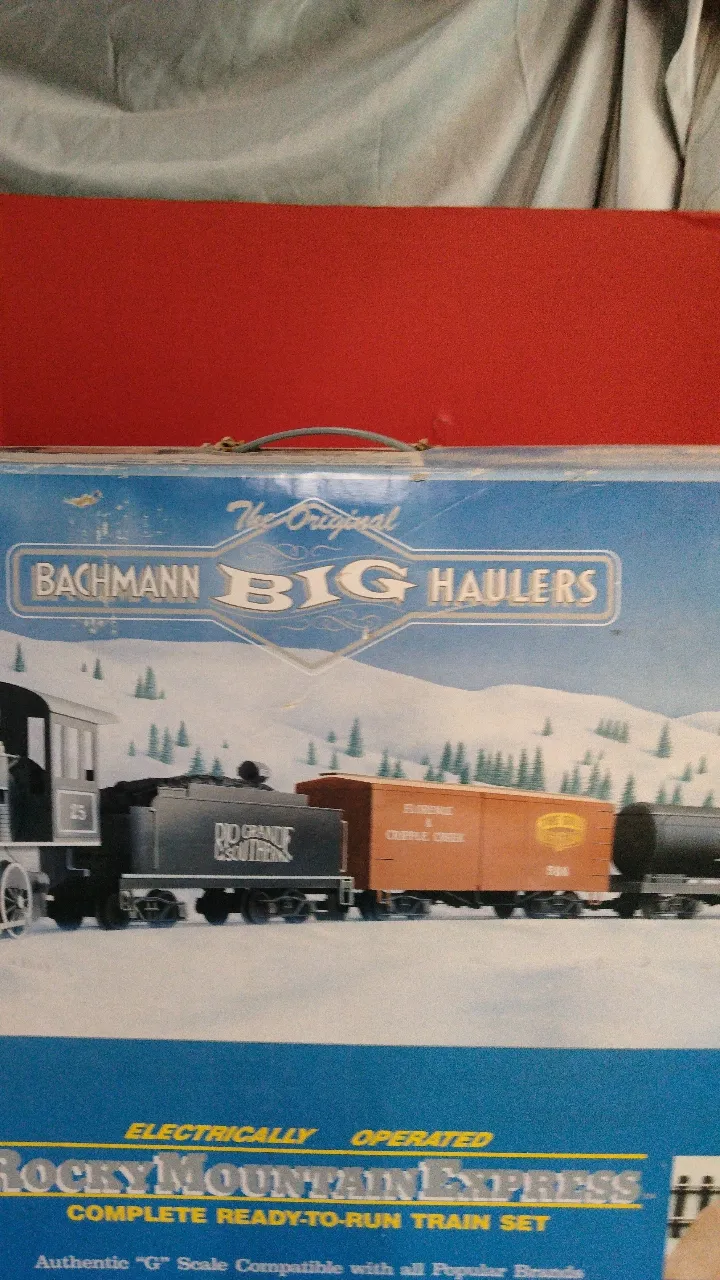 The Original
BACHMANN BIG HAULERS
15
RIO GRANDE
& SOUTHERN
FLORENCE
&
CRIPPLE CREEK
ELECTRICALLY OPERATED
ROCKY MOUNTAIN EXPRESS
COMPLETE READY-TO-RUN TRAIN SET
Authentic "G" Scale Compatible with all Popular Brands